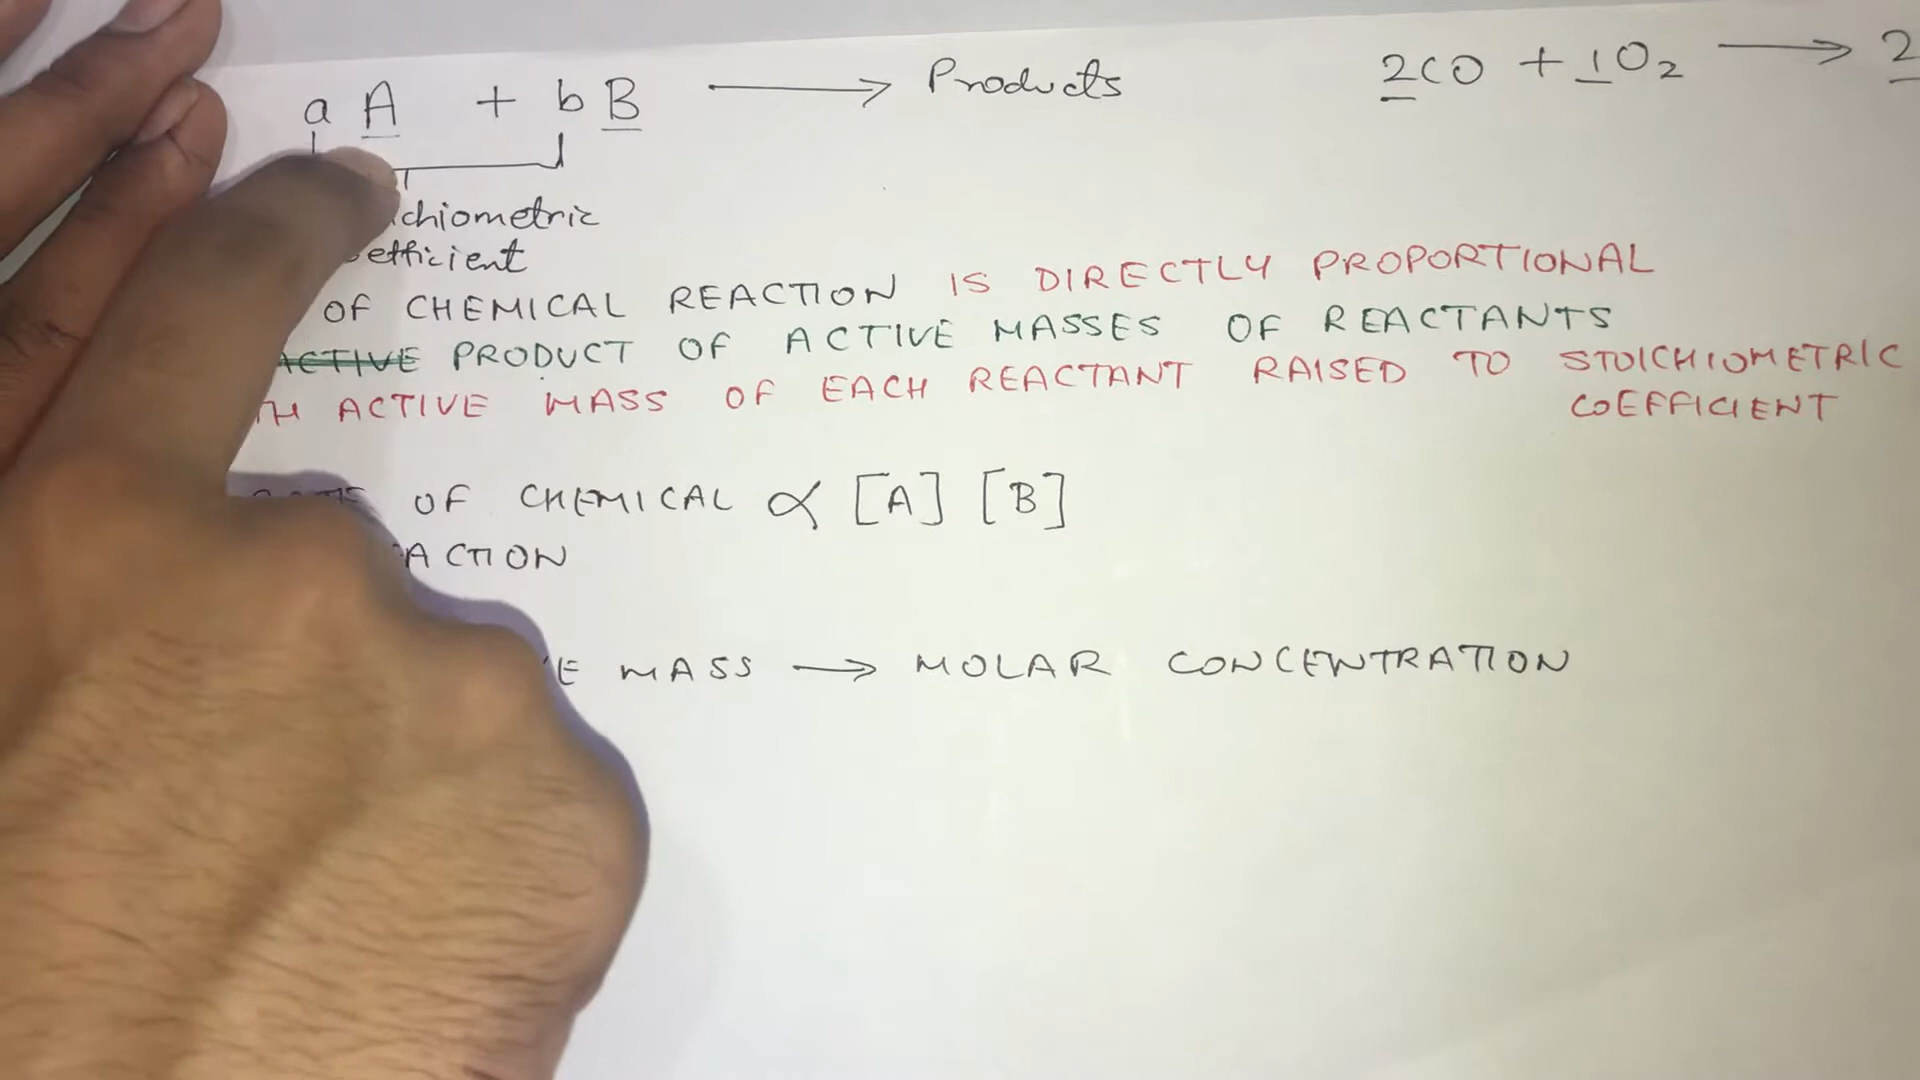 a A + b B ⟶ Products 2CO + 1O₂ ⟶ 2
chiometric
efficient
OF CHEMICAL REACTION IS DIRECTLY PROPORTIONAL
ACTIVE PRODUCT OF ACTIVE MASSES OF REACTANTS
TH ACTIVE MASS OF EACH REACTANT RAISED TO STOICHIOMETRIC
COEFFICIENT
OF CHEMICAL ∝ [A] [B]
ACTION
E MASS ⟶ MOLAR CONCENTRATION